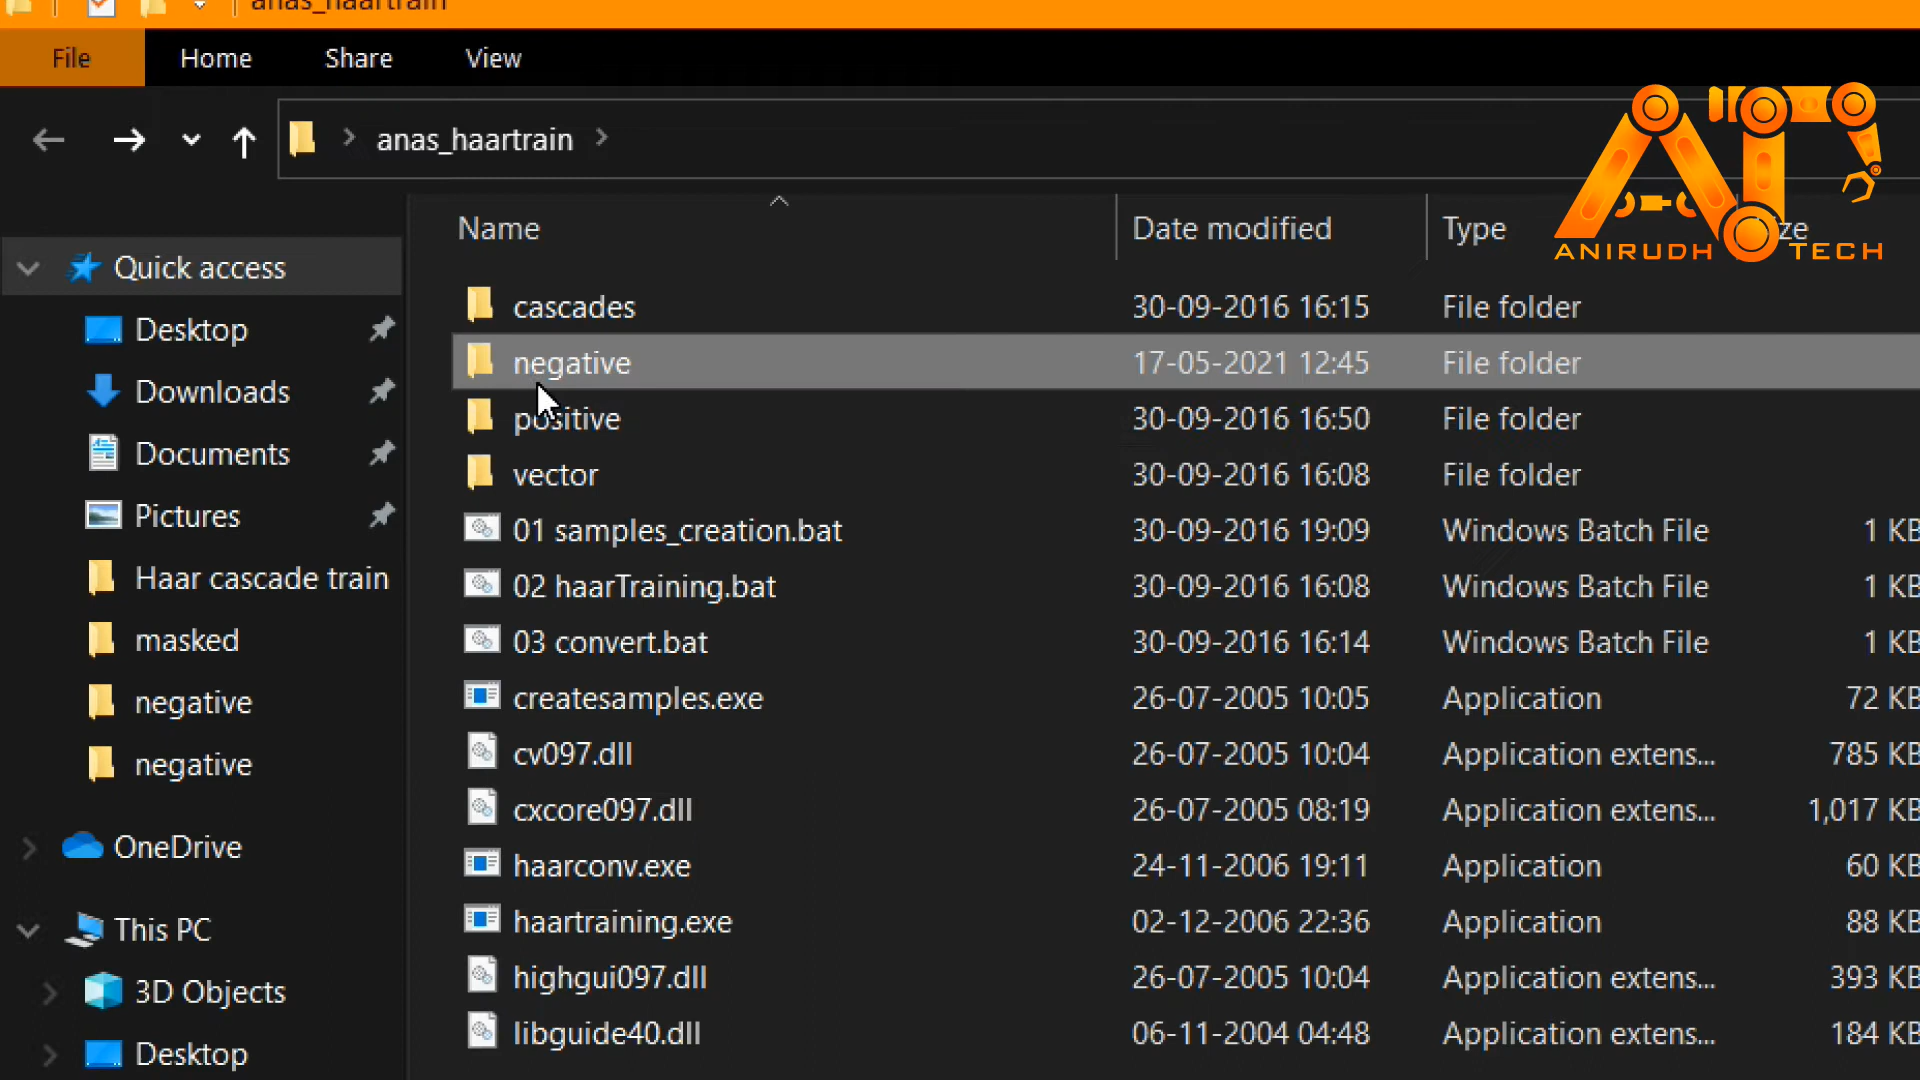 anas_haartrain
File Home Share View
anas_haartrain
Name Date modified Type
ANIRUDH TECH
Quick access
Desktop
Downloads
Documents
Pictures
Haar cascade train
masked
negative
negative
OneDrive
This PC
3D Objects
Desktop
cascades 30-09-2016 16:15 File folder
negative 17-05-2021 12:45 File folder
positive 30-09-2016 16:50 File folder
vector 30-09-2016 16:08 File folder
01 samples_creation.bat 30-09-2016 19:09 Windows Batch File 1 KB
02 haarTraining.bat 30-09-2016 16:08 Windows Batch File 1 KB
03 convert.bat 30-09-2016 16:14 Windows Batch File 1 KB
createsamples.exe 26-07-2005 10:05 Application 72 KB
cv097.dll 26-07-2005 10:04 Application extens... 785 KB
cxcore097.dll 26-07-2005 08:19 Application extens... 1,017 KB
haarconv.exe 24-11-2006 19:11 Application 60 KB
haartraining.exe 02-12-2006 22:36 Application 88 KB
highgui097.dll 26-07-2005 10:04 Application extens... 393 KB
libguide40.dll 06-11-2004 04:48 Application extens... 184 KB